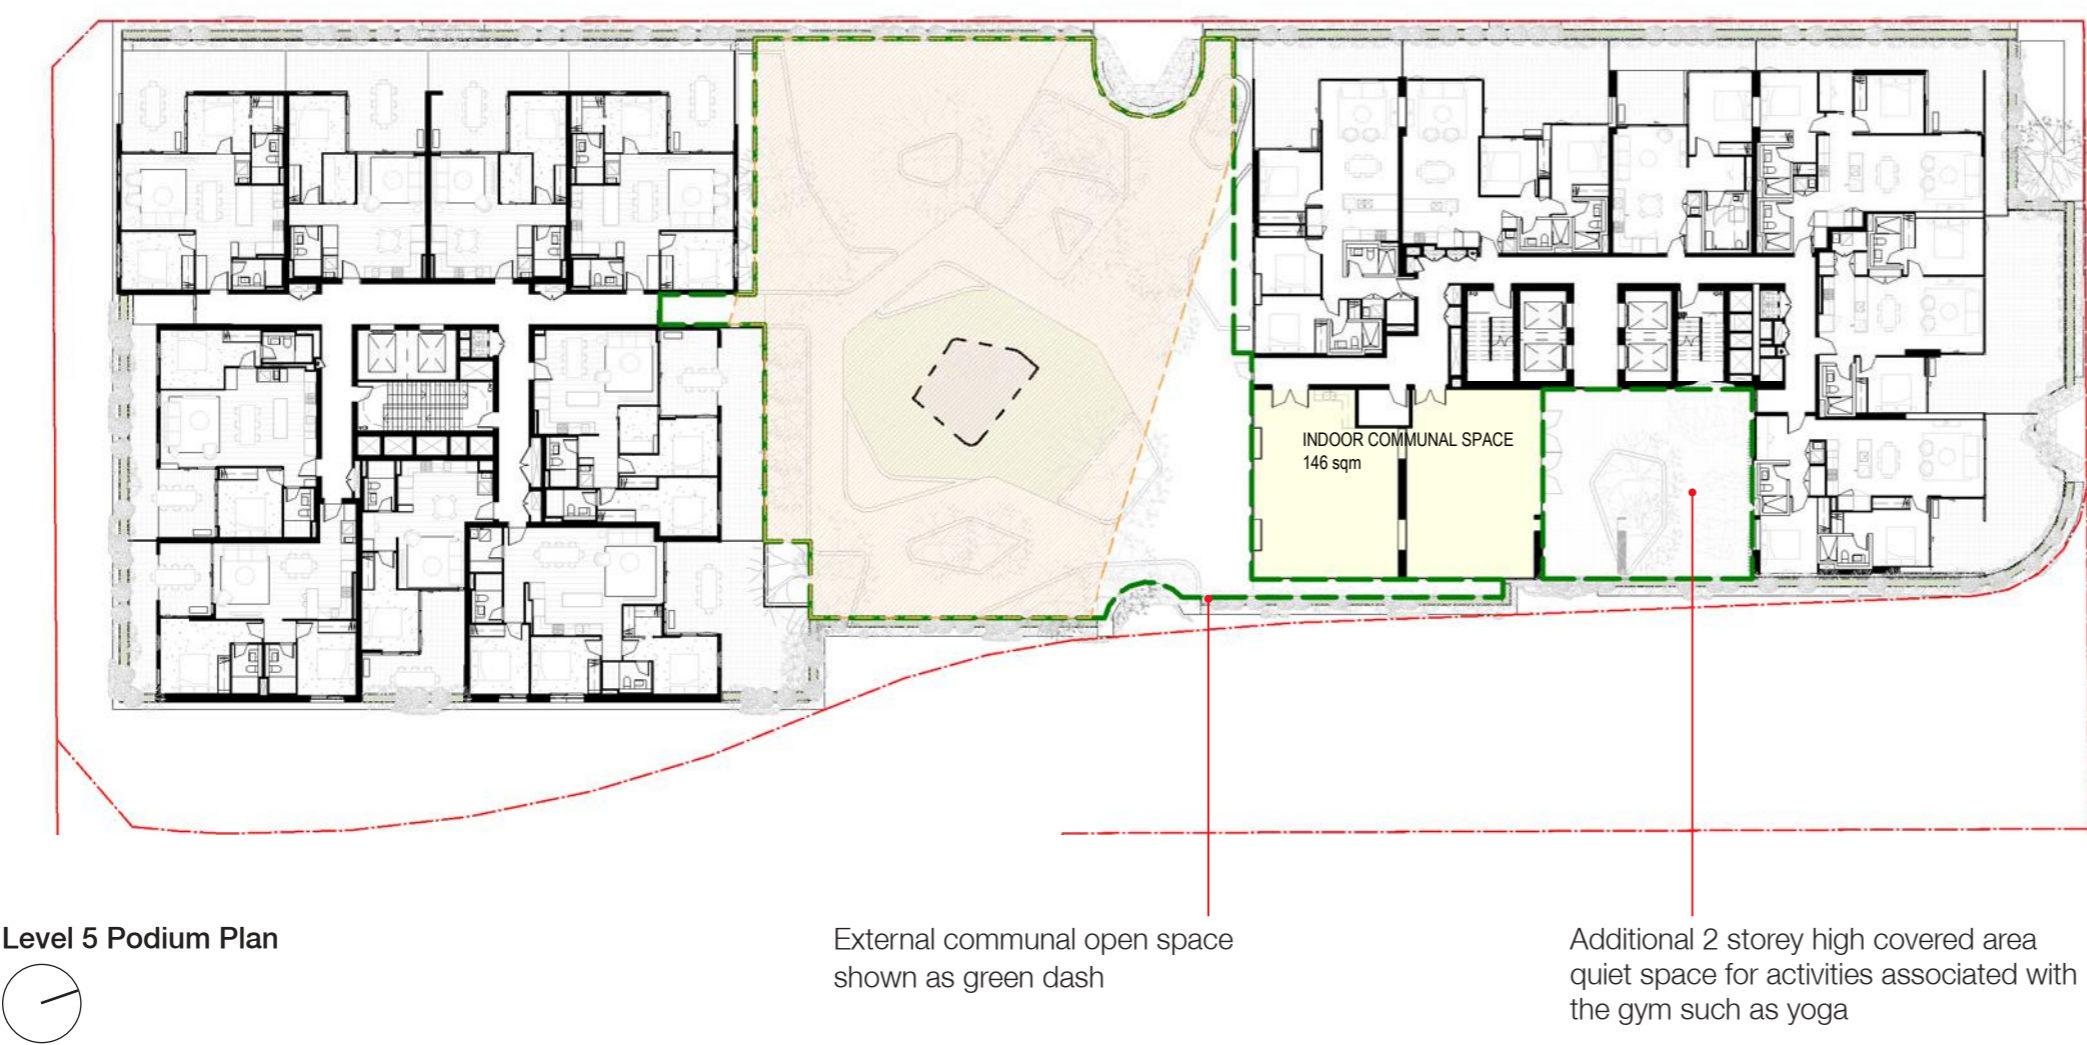 INDOOR COMMUNAL SPACE
146 sqm
Level 5 Podium Plan
External communal open space
shown as green dash
Additional 2 storey high covered area
quiet space for activities associated with
the gym such as yoga